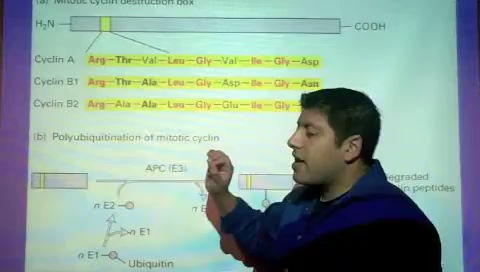 (a) Mitotic cyclin destruction box
H₂N
COOH
Cyclin A Arg–Thr–Val–Leu–Gly–Val–Ile–Gly–Asp
Cyclin B1 Arg–Thr–Ala–Leu–Gly–Asp–Ile–Gly–Asn
Cyclin B2 Arg–Ala–Ala–Leu–Gly–Glu–Ile–Gly–Asn
(b) Polyubiquitination of mitotic cyclin
APC (E3)
egraded
peptides
n E2
n E1
n E1
Ubiquitin